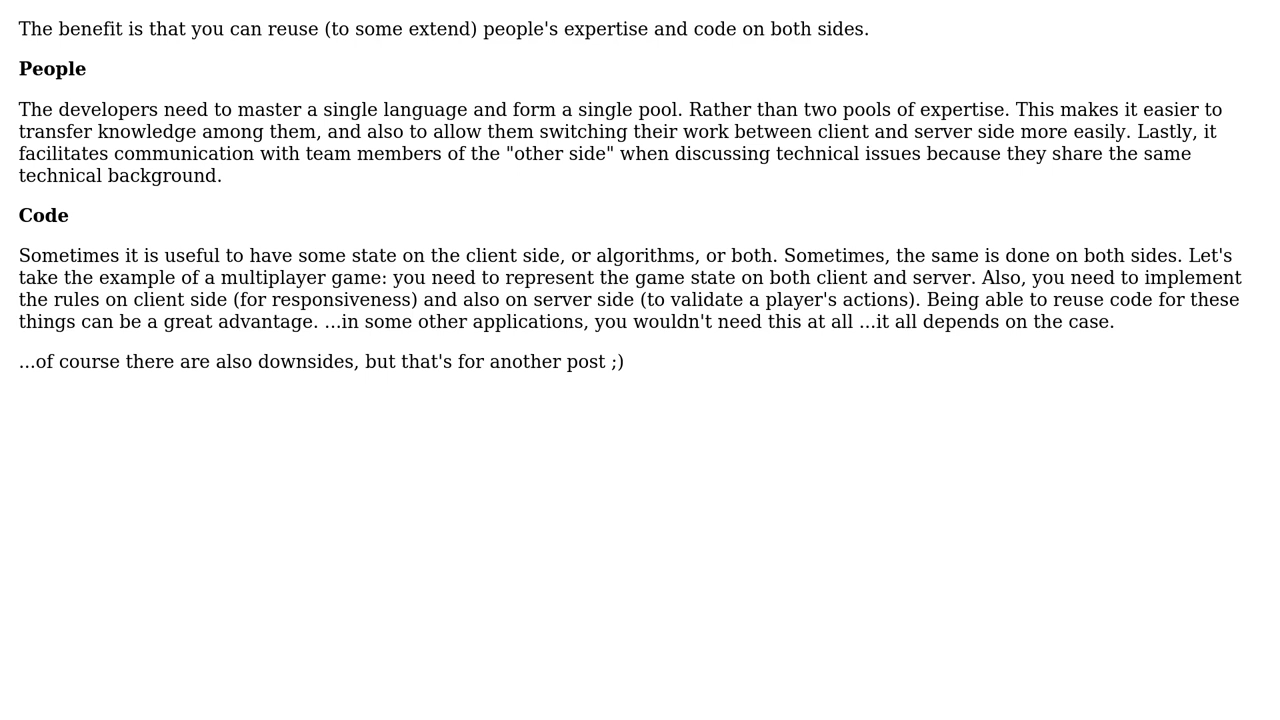 The benefit is that you can reuse (to some extend) people's expertise and code on both sides.
People
The developers need to master a single language and form a single pool. Rather than two pools of expertise. This makes it easier to
transfer knowledge among them, and also to allow them switching their work between client and server side more easily. Lastly, it
facilitates communication with team members of the "other side" when discussing technical issues because they share the same
technical background.
Code
Sometimes it is useful to have some state on the client side, or algorithms, or both. Sometimes, the same is done on both sides. Let's
take the example of a multiplayer game: you need to represent the game state on both client and server. Also, you need to implement
the rules on client side (for responsiveness) and also on server side (to validate a player's actions). Being able to reuse code for these
things can be a great advantage. ...in some other applications, you wouldn't need this at all ...it all depends on the case.
...of course there are also downsides, but that's for another post ;)